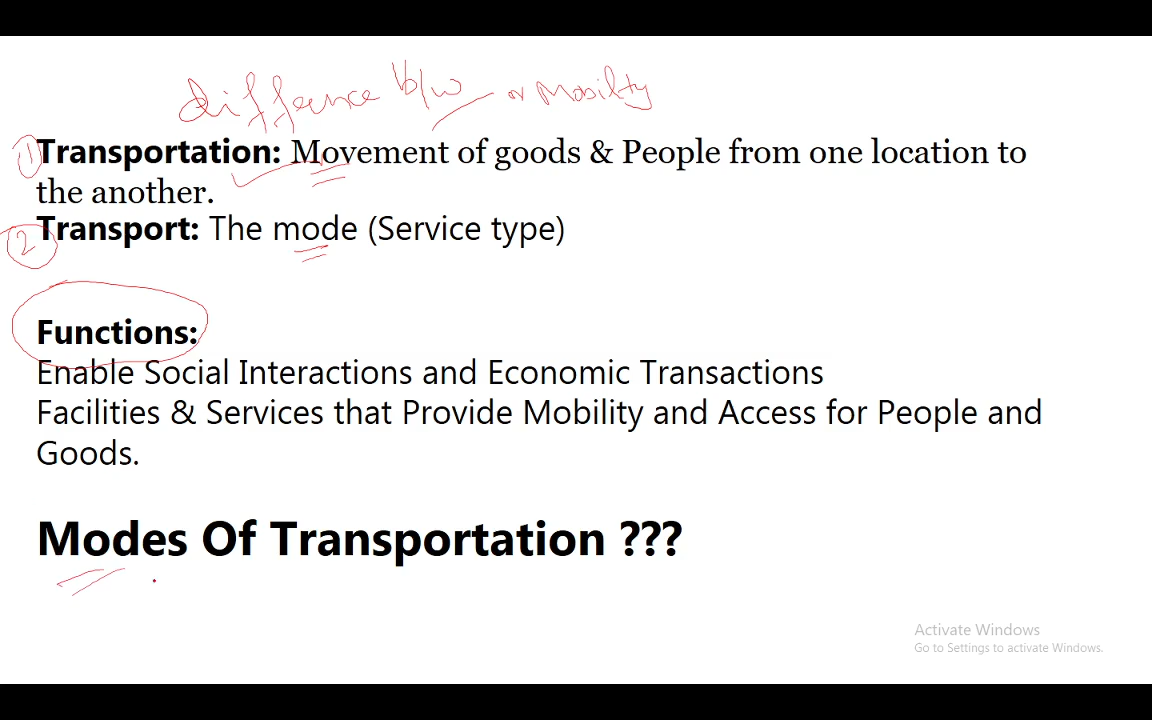 difference b/w or Mobility
① Transportation: Movement of goods & People from one location to
the another.
② Transport: The mode (Service type)
Functions:
Enable Social Interactions and Economic Transactions
Facilities & Services that Provide Mobility and Access for People and
Goods.
Modes Of Transportation ???
Activate Windows
Go to Settings to activate Windows.